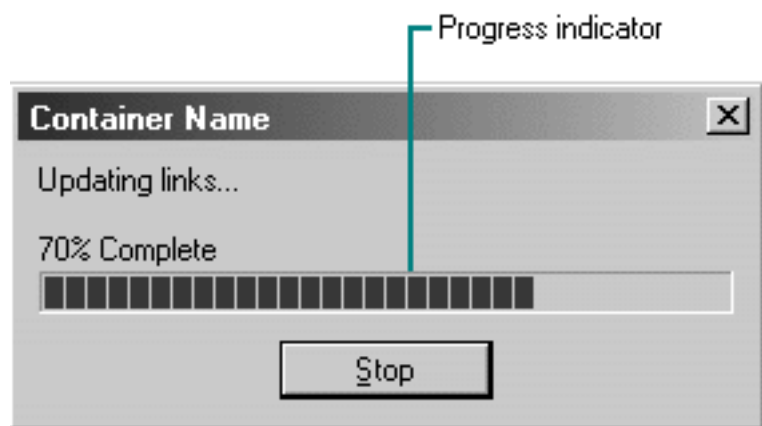 Progress indicator
Container Name
Updating links...
70% Complete
Stop